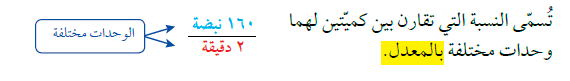 تُسمّى النسبة التي تقارن بين كميّتين لهما
وحدات مختلفة بالمعدل.
١٦٠ نبضة
٢ دقيقة
الوحدات مختلفة